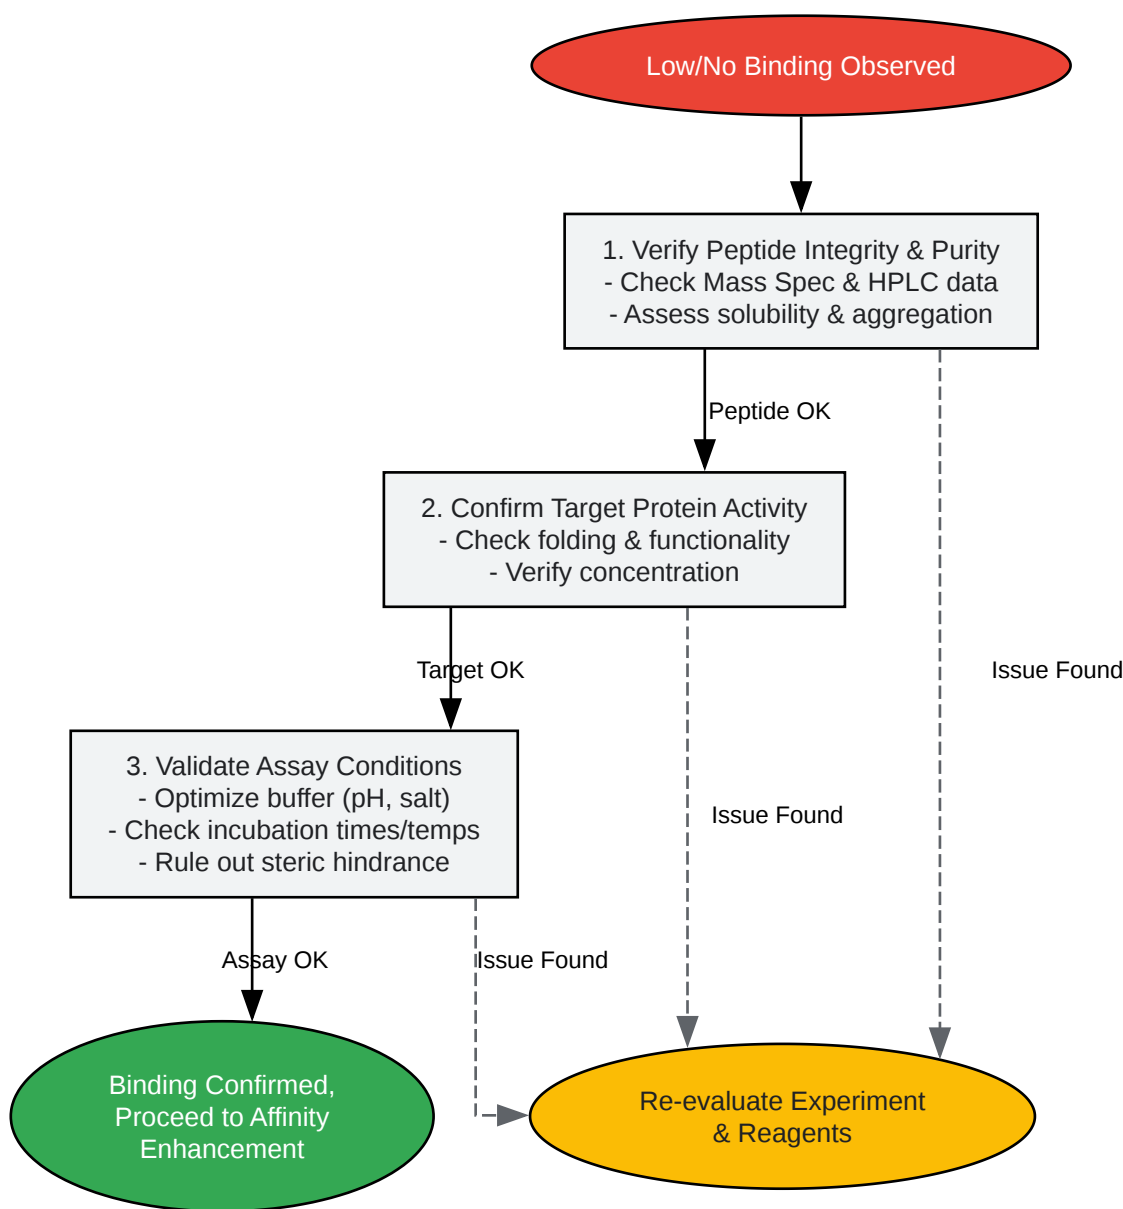 Low/No Binding Observed
1. Verify Peptide Integrity & Purity
- Check Mass Spec & HPLC data
- Assess solubility & aggregation
Peptide OK
2. Confirm Target Protein Activity
- Check folding & functionality
- Verify concentration
Target OK
Issue Found
3. Validate Assay Conditions
- Optimize buffer (pH, salt)
- Check incubation times/temps
- Rule out steric hindrance
Issue Found
Assay OK
Issue Found
Binding Confirmed,
Proceed to Affinity
Enhancement
Re-evaluate Experiment
& Reagents